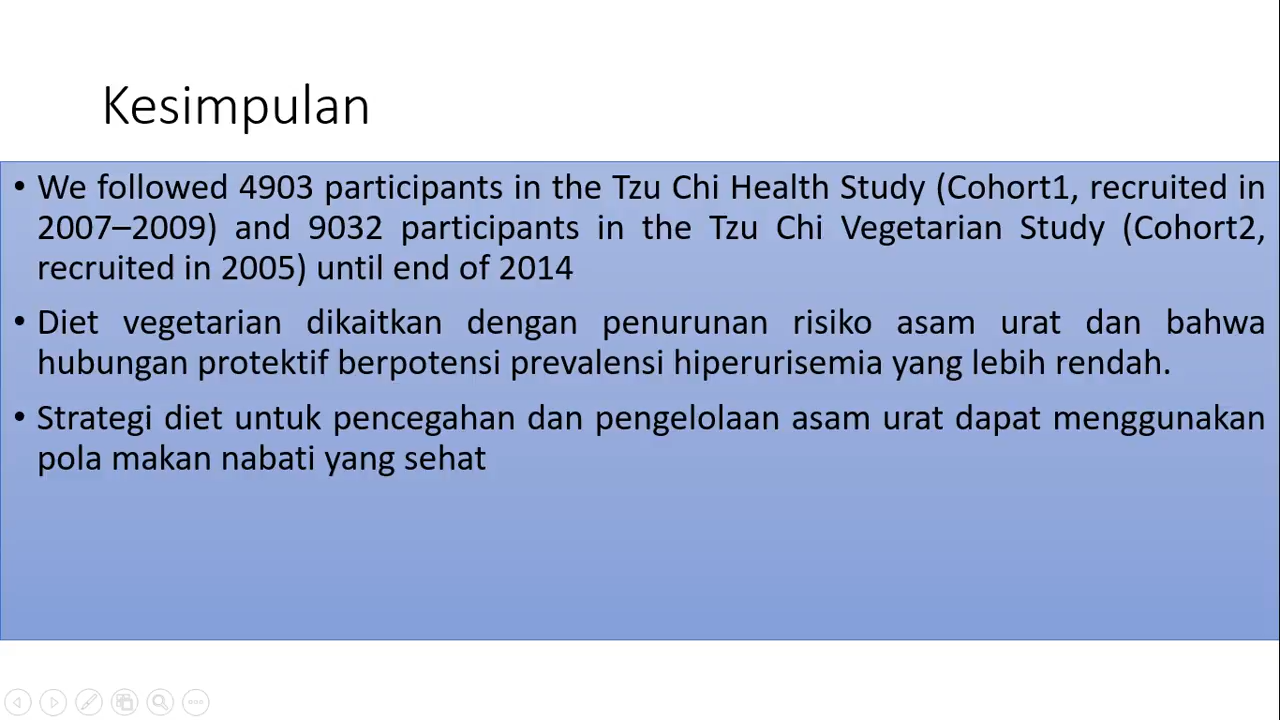 Kesimpulan
• We followed 4903 participants in the Tzu Chi Health Study (Cohort1, recruited in
2007–2009) and 9032 participants in the Tzu Chi Vegetarian Study (Cohort2,
recruited in 2005) until end of 2014
• Diet vegetarian dikaitkan dengan penurunan risiko asam urat dan bahwa
hubungan protektif berpotensi prevalensi hiperurisemia yang lebih rendah.
• Strategi diet untuk pencegahan dan pengelolaan asam urat dapat menggunakan
pola makan nabati yang sehat